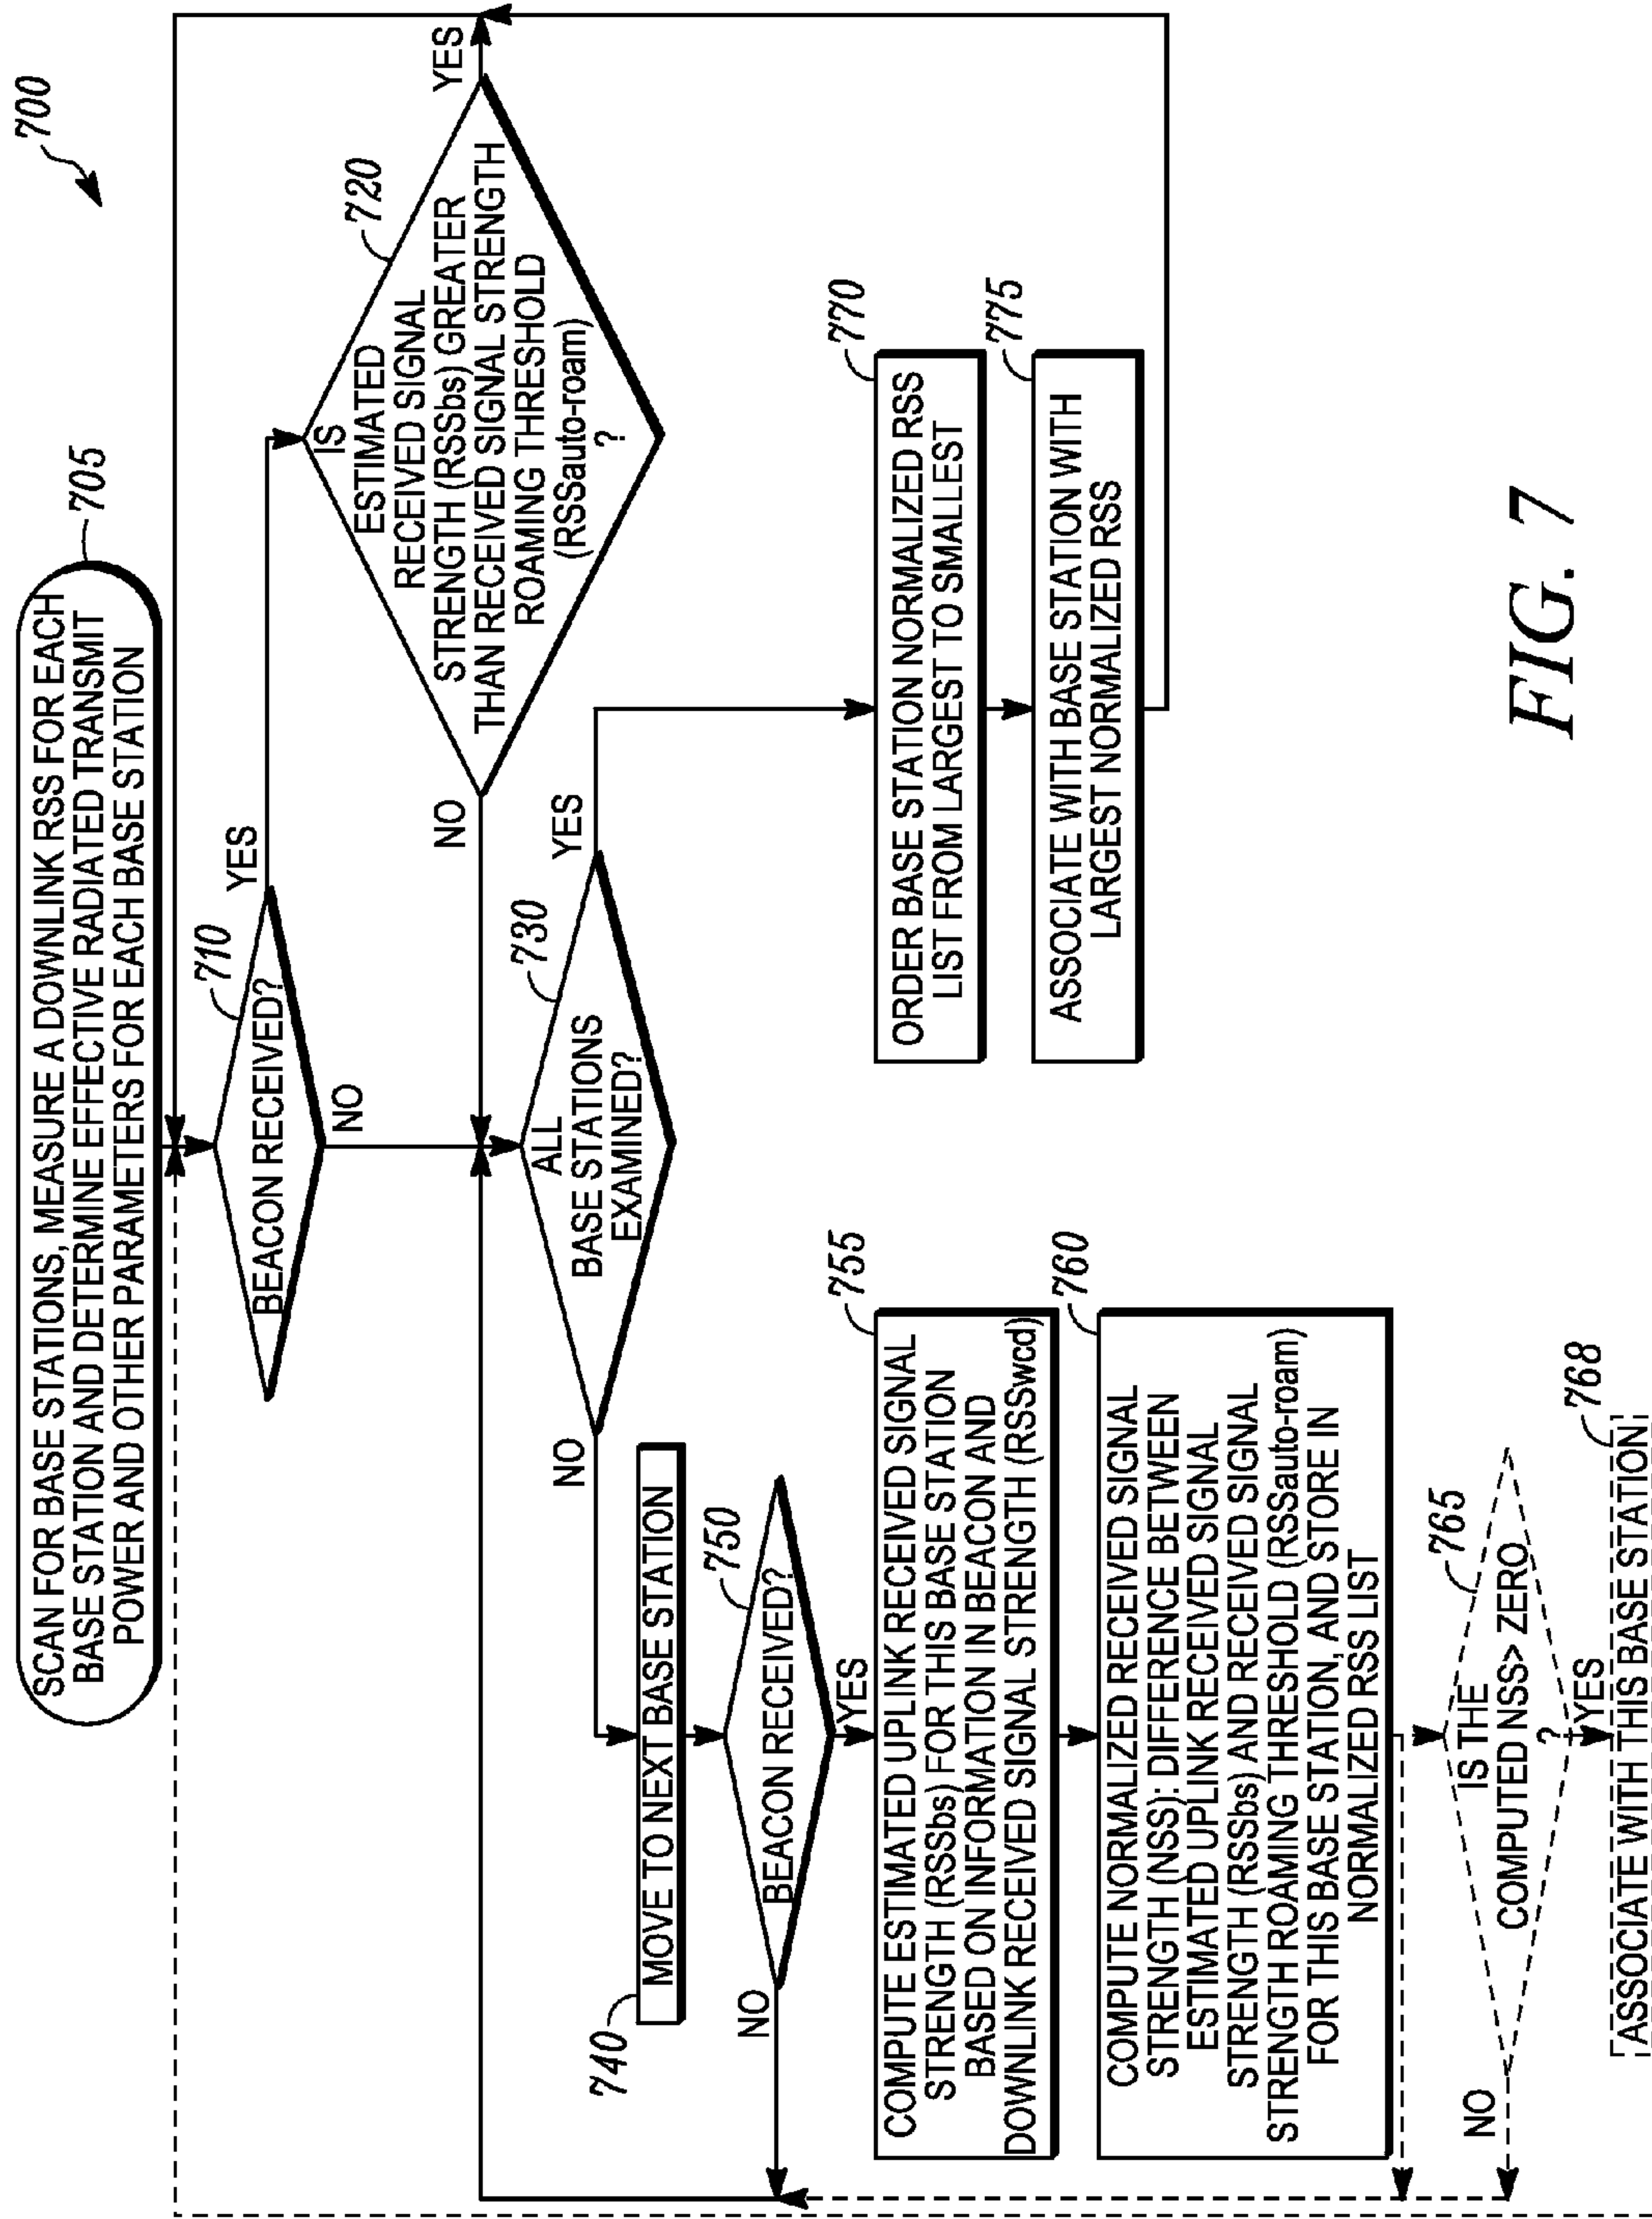 700
SCAN FOR BASE STATIONS, MEASURE A DOWNLINK RSS FOR EACH
BASE STATION AND DETERMINE EFFECTIVE RADIATED TRANSMIT
POWER AND OTHER PARAMETERS FOR EACH BASE STATION
705
BEACON RECEIVED?
710
YES
NO
IS
ESTIMATED
RECEIVED SIGNAL
STRENGTH (RSSbs) GREATER
THAN RECEIVED SIGNAL STRENGTH
ROAMING THRESHOLD
(RSSauto-roam)
?
720
YES
NO
ALL
BASE STATIONS
EXAMINED?
730
YES
NO
740
MOVE TO NEXT BASE STATION
BEACON RECEIVED?
750
NO
YES
COMPUTE ESTIMATED UPLINK RECEIVED SIGNAL
STRENGTH (RSSbs) FOR THIS BASE STATION
BASED ON INFORMATION IN BEACON AND
DOWNLINK RECEIVED SIGNAL STRENGTH (RSSwcd)
755
COMPUTE NORMALIZED RECEIVED SIGNAL
STRENGTH (NSS): DIFFERENCE BETWEEN
ESTIMATED UPLINK RECEIVED SIGNAL
STRENGTH (RSSbs) AND RECEIVED SIGNAL
STRENGTH ROAMING THRESHOLD (RSSauto-roam)
FOR THIS BASE STATION, AND STORE IN
NORMALIZED RSS LIST
760
IS THE
COMPUTED NSS> ZERO
?
765
NO
YES
ASSOCIATE WITH THIS BASE STATION
768
ORDER BASE STATION NORMALIZED RSS
LIST FROM LARGEST TO SMALLEST
770
ASSOCIATE WITH BASE STATION WITH
LARGEST NORMALIZED RSS
775
FIG. 7